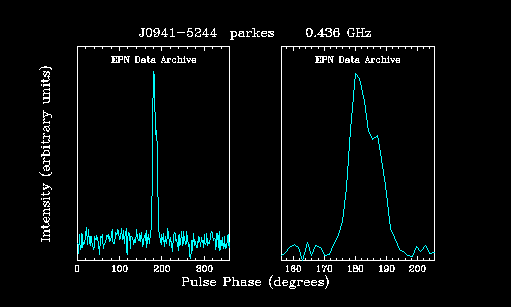 J0941-5244 parkes 0.436 GHz
EPN Data Archive
EPN Data Archive
Intensity (arbitrary units)
0 100 200 300
160 170 180 190 200
Pulse Phase (degrees)